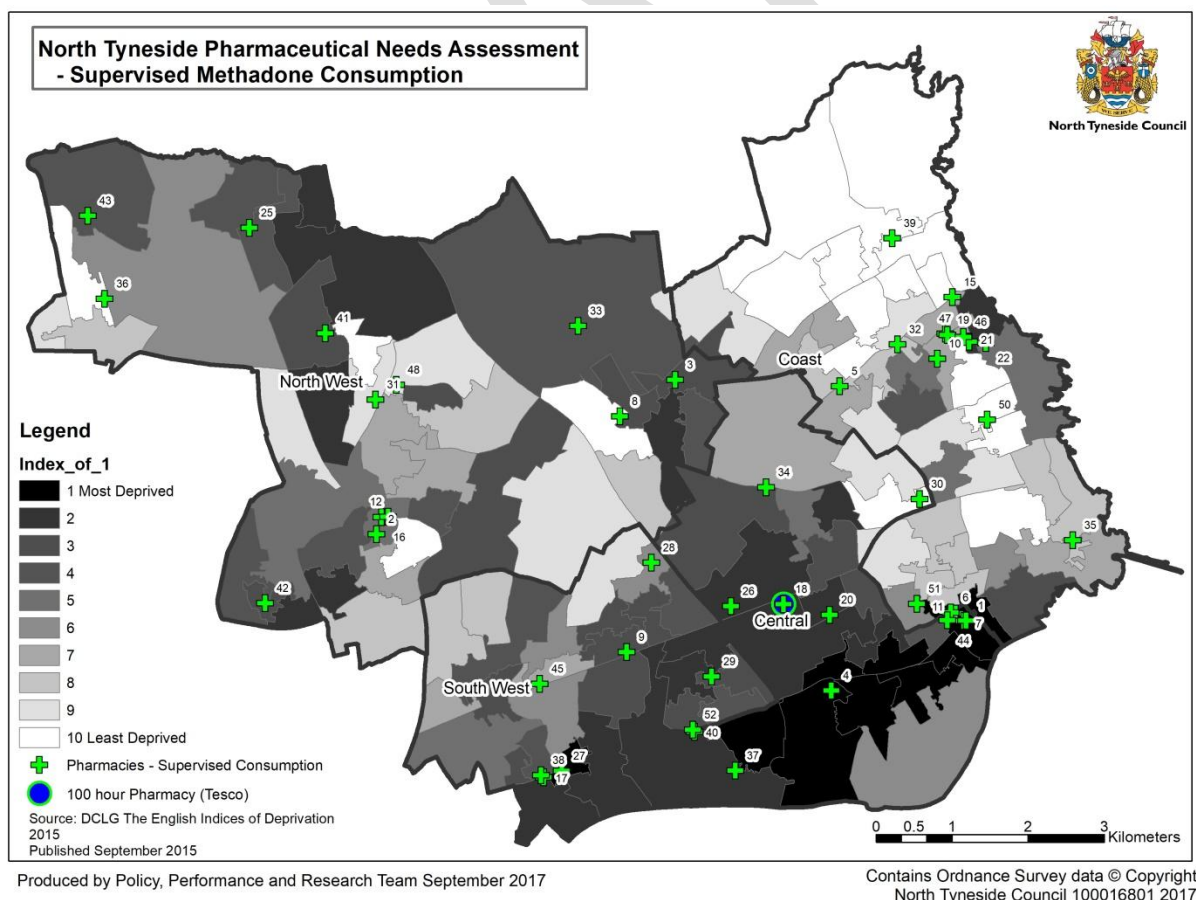 North Tyneside Pharmaceutical Needs Assessment
- Supervised Methadone Consumption
North Tyneside Council
43
25
39
36
15
33
41
47
19
46
32
10
21
22
Coast
3
48
5
North West
31
8
50
34
30
12
2
16
35
28
42
26
18
20
51
6
1
11
7
Central
44
9
29
45
South West
4
52
40
37
38
27
17
Legend
Index_of_1
1 Most Deprived
2
3
4
5
6
7
8
9
10 Least Deprived
Pharmacies - Supervised Consumption
100 hour Pharmacy (Tesco)
Source: DCLG The English Indices of Deprivation
2015
Published September 2015
0 0.5 1 2 3
Kilometers
Produced by Policy, Performance and Research Team September 2017
Contains Ordnance Survey data © Copyright
North Tyneside Council 100016801 2017